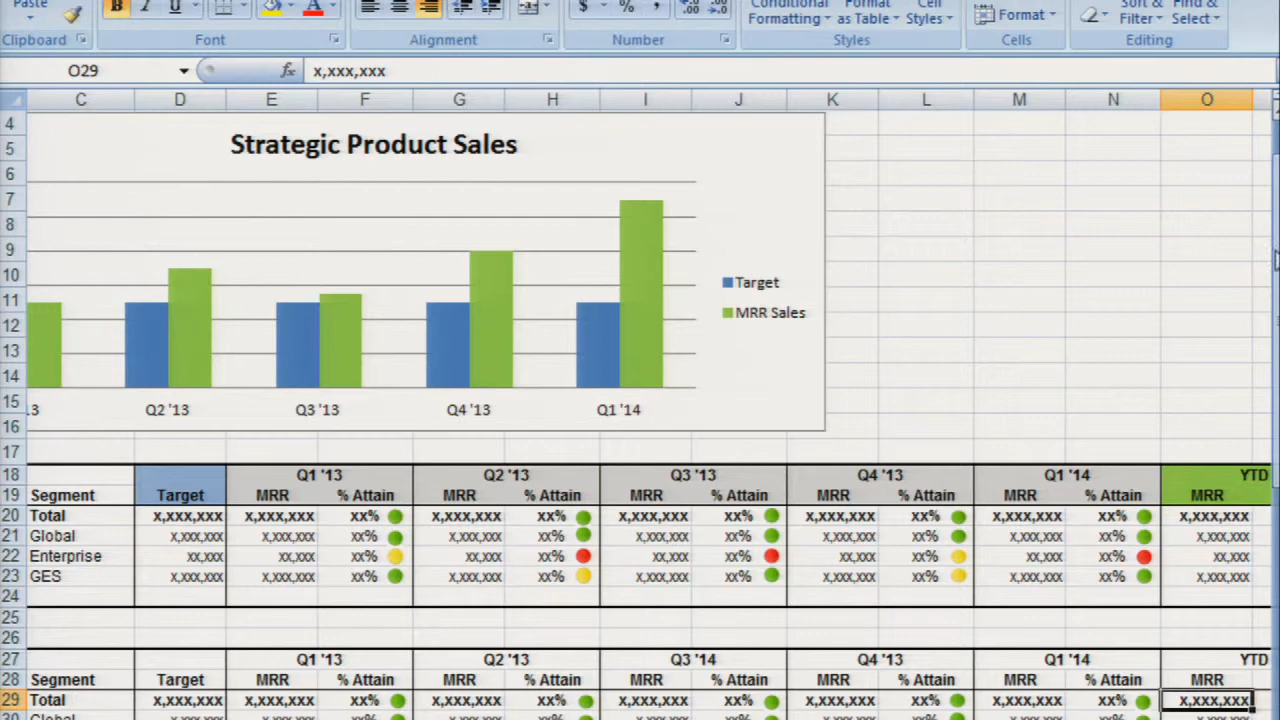 Paste
B I U A $ % , .00 .00
Conditional Format Cell Sort & Find &
Formatting as Table Styles Format Filter Select
Clipboard Font Alignment Number Styles Cells Editing
O29 fx x,xxx,xxx
C D E F G H I J K L M N O
4
5 Strategic Product Sales
6
7
8
9
10
11 Target
12 MRR Sales
13
14
15 .13 Q2 '13 Q3 '13 Q4 '13 Q1 '14
16
17
18 Q1 '13 Q2 '13 Q3 '13 Q4 '13 Q1 '14 YTD
19 Segment Target MRR % Attain MRR % Attain MRR % Attain MRR % Attain MRR % Attain MRR
20 Total x,xxx,xxx x,xxx,xxx xx% x,xxx,xxx xx% x,xxx,xxx xx% x,xxx,xxx xx% x,xxx,xxx xx% x,xxx,xxx
21 Global x,xxx,xxx x,xxx,xxx xx% x,xxx,xxx xx% x,xxx,xxx xx% x,xxx,xxx xx% x,xxx,xxx xx% x,xxx,xxx
22 Enterprise xx,xxx xx,xxx xx% xx,xxx xx% xx,xxx xx% xx,xxx xx% xx,xxx xx% xx,xxx
23 GES x,xxx,xxx x,xxx,xxx xx% x,xxx,xxx xx% x,xxx,xxx xx% x,xxx,xxx xx% x,xxx,xxx xx% x,xxx,xxx
24
25
26
27 Q1 '13 Q2 '13 Q3 '14 Q4 '13 Q1 '14 YTD
28 Segment Target MRR % Attain MRR % Attain MRR % Attain MRR % Attain MRR % Attain MRR
29 Total x,xxx,xxx x,xxx,xxx xx% x,xxx,xxx xx% x,xxx,xxx xx% x,xxx,xxx xx% x,xxx,xxx xx% x,xxx,xxx
30 Global